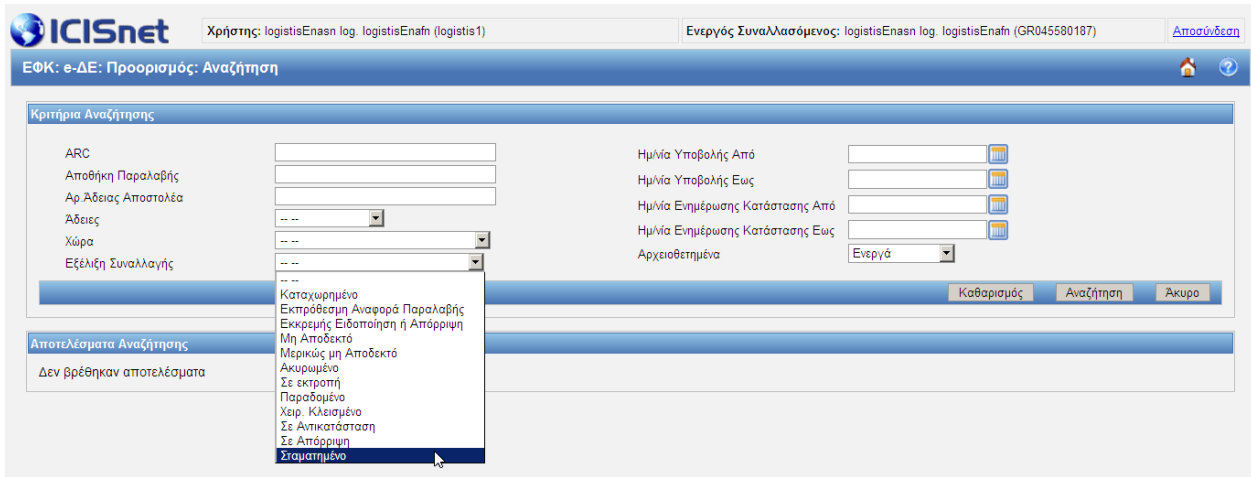 ICISnet Χρήστης: logistisEnasn log. logistisEnafn (logistis1) Ενεργός Συναλλασόμενος: logistisEnasn log. logistisEnafn (GR045580187) Αποσύνδεση
ΕΦΚ: e-ΔΕ: Προορισμός: Αναζήτηση
Κριτήρια Αναζήτησης
ARC Ημ/νία Υποβολής Από
Αποθήκη Παραλαβής Ημ/νία Υποβολής Εως
Αρ.Άδειας Αποστολέα Ημ/νία Ενημέρωσης Κατάστασης Από
Άδειες -- -- Ημ/νία Ενημέρωσης Κατάστασης Εως
Χώρα -- -- Αρχειοθετημένα Ενεργά
Εξέλιξη Συναλλαγής -- --
-- --
Καταχωρημένο
Εκπρόθεσμη Αναφορά Παραλαβής
Εκκρεμής Ειδοποίηση ή Απόρριψη
Μη Αποδεκτό
Μερικώς μη Αποδεκτό
Ακυρωμένο
Σε εκτροπή
Παραδομένο
Χειρ. Κλεισμένο
Σε Αντικατάσταση
Σε Απόρριψη
Σταματημένο
Καθαρισμός Αναζήτηση Άκυρο
Αποτελέσματα Αναζήτησης
Δεν βρέθηκαν αποτελέσματα